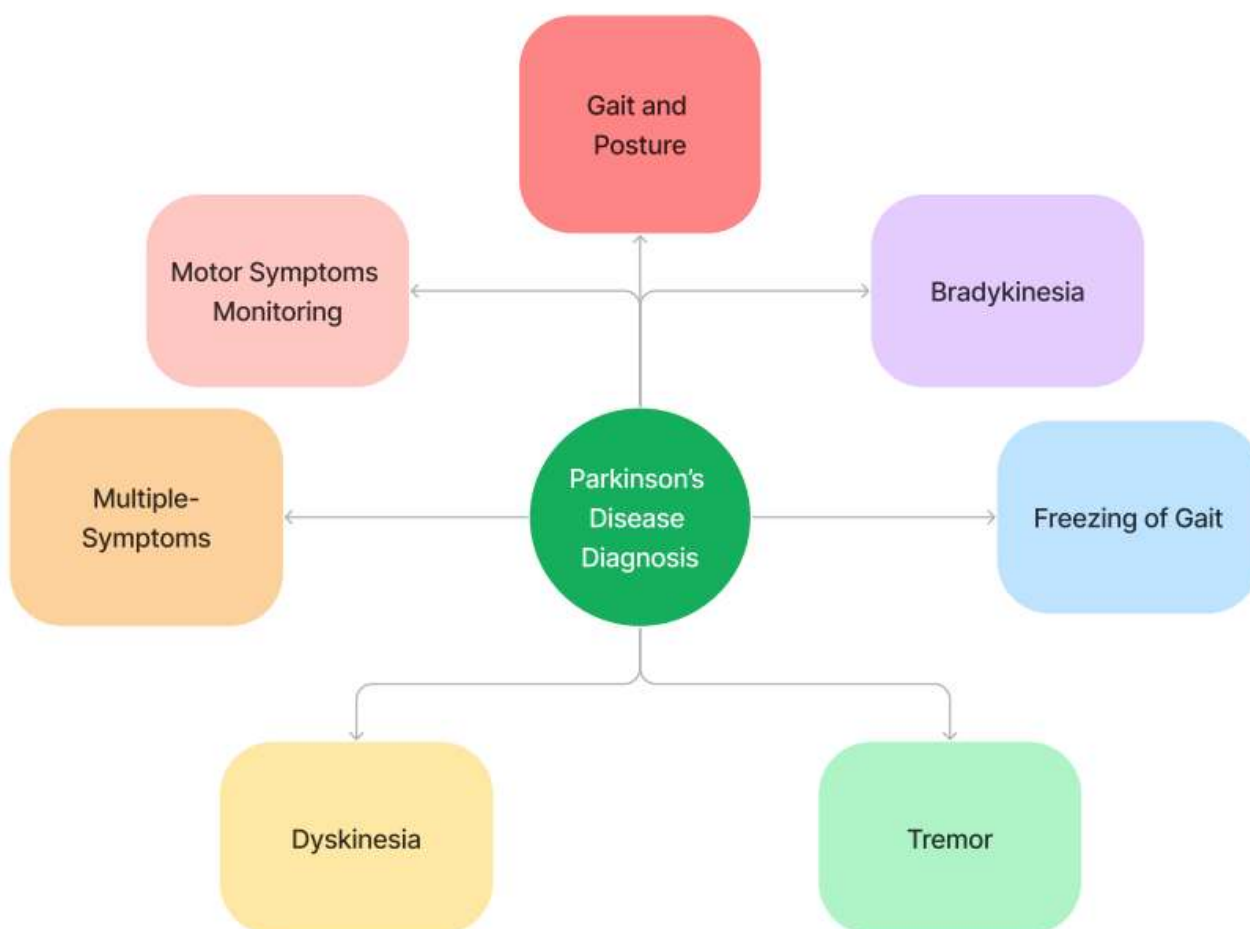 Gait and
Posture
Motor Symptoms
Monitoring
Bradykinesia
Parkinson’s
Disease
Diagnosis
Multiple-
Symptoms
Freezing of Gait
Dyskinesia
Tremor